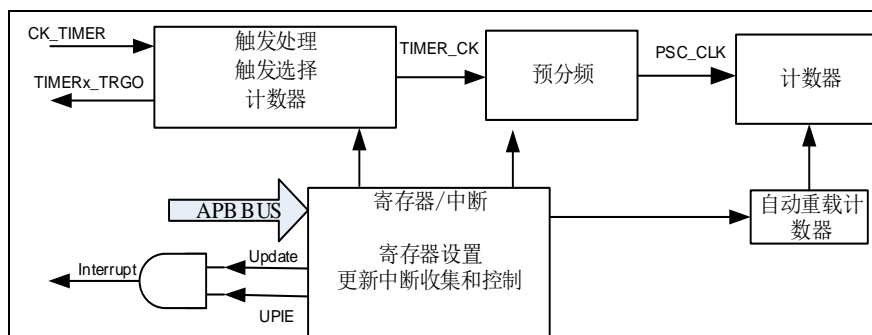 CK_TIMER
TIMERx_TRGO
触发处理
触发选择
计数器
TIMER_CK
预分频
PSC_CLK
计数器
APB BUS
寄存器/中断
寄存器设置
更新中断收集和控制
自动重载计
数器
Interrupt
Update
UPIE